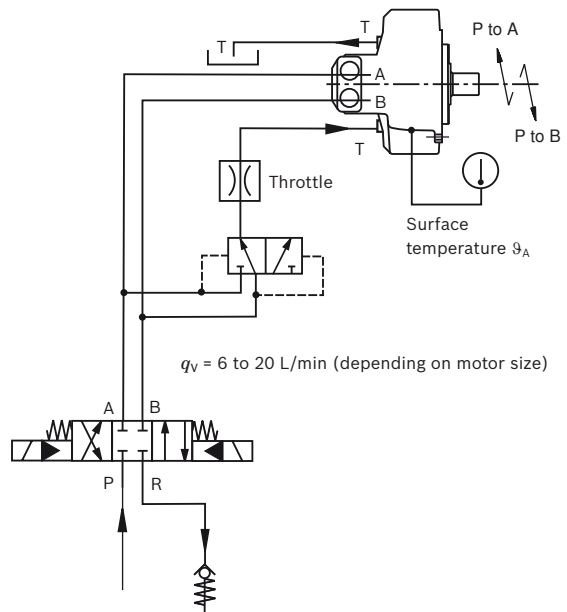 T
P to A
T
A
B
P to B
T
Throttle
Surface
temperature ϑA
qV = 6 to 20 L/min (depending on motor size)
A B
P R